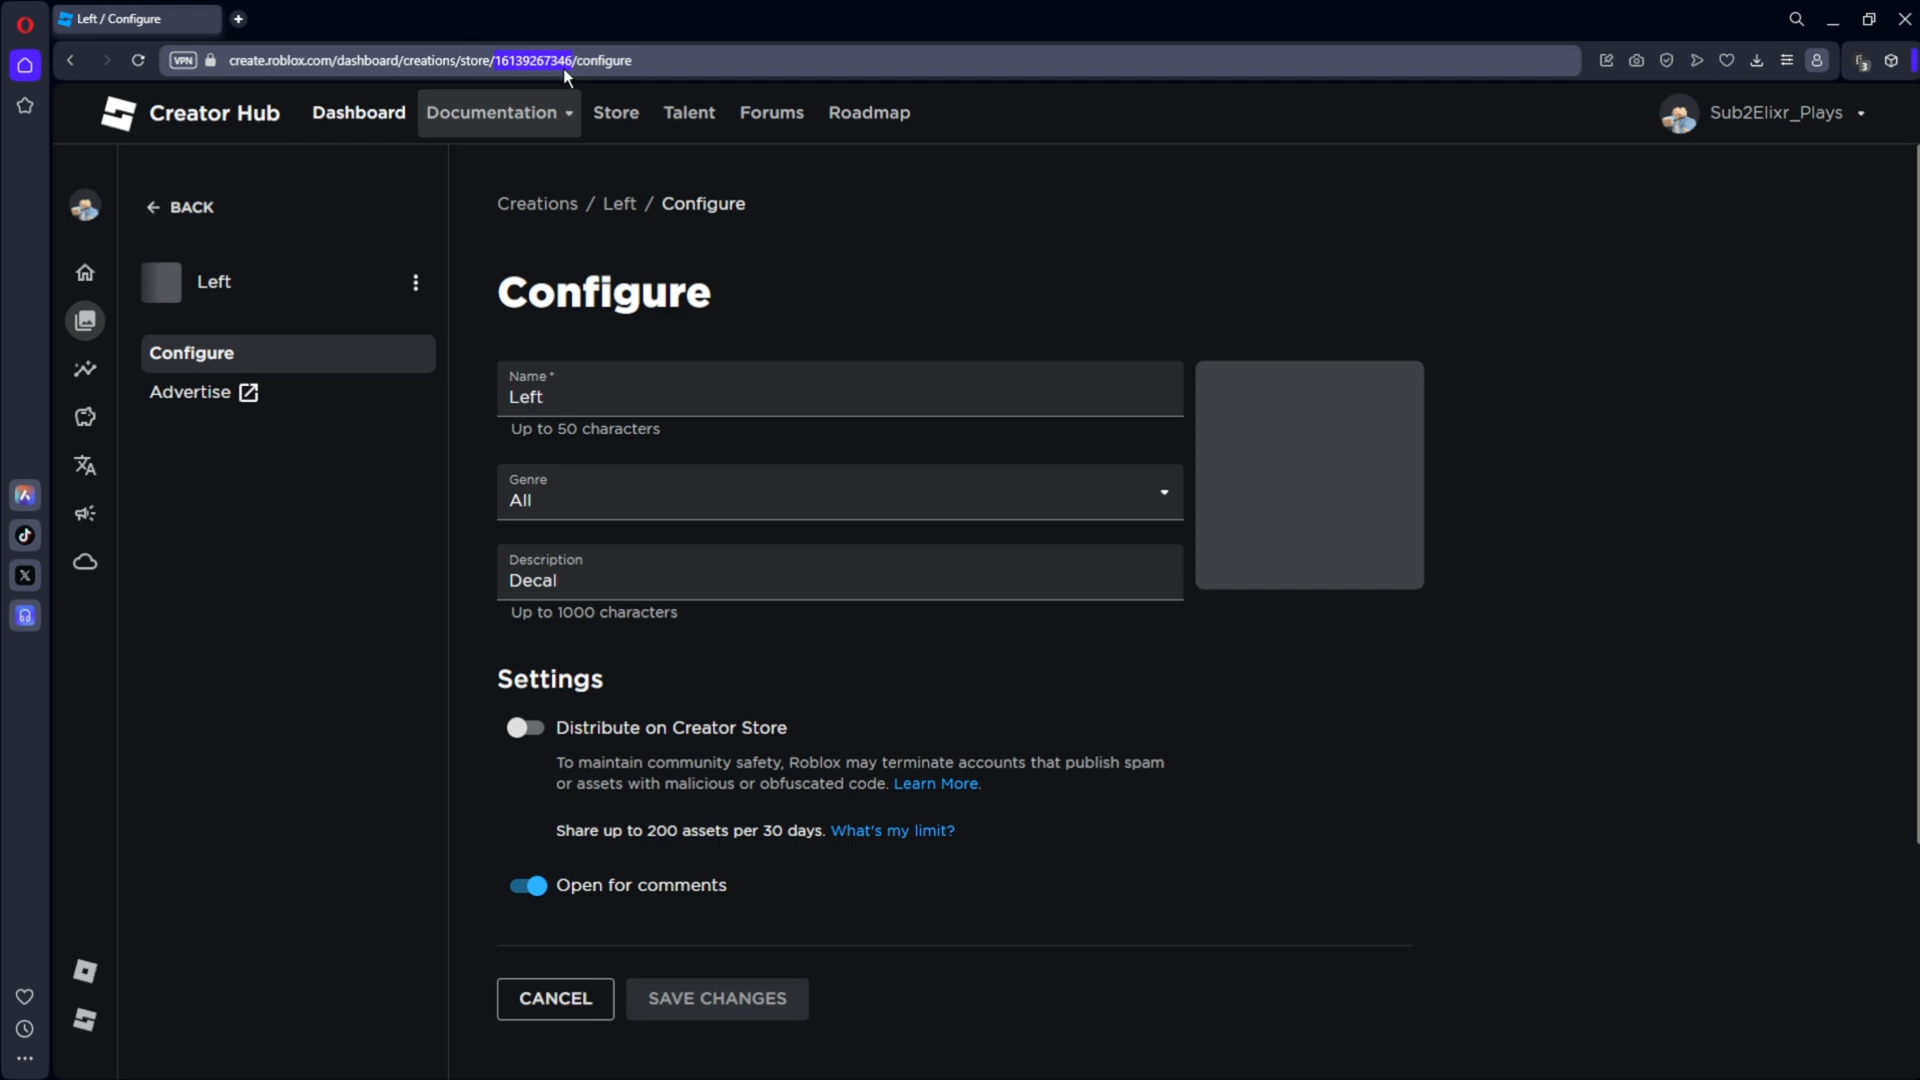 Left / Configure
VPN
create.roblox.com/dashboard/creations/store/16139267346/configure
3
Creator Hub
Dashboard
Documentation
Store
Talent
Forums
Roadmap
Sub2Elixr_Plays
BACK
Left
Configure
Advertise
Creations / Left / Configure
Configure
Name *
Left
Up to 50 characters
Genre
All
Description
Decal
Up to 1000 characters
Settings
Distribute on Creator Store
To maintain community safety, Roblox may terminate accounts that publish spam
or assets with malicious or obfuscated code. Learn More.
Share up to 200 assets per 30 days. What's my limit?
Open for comments
CANCEL
SAVE CHANGES